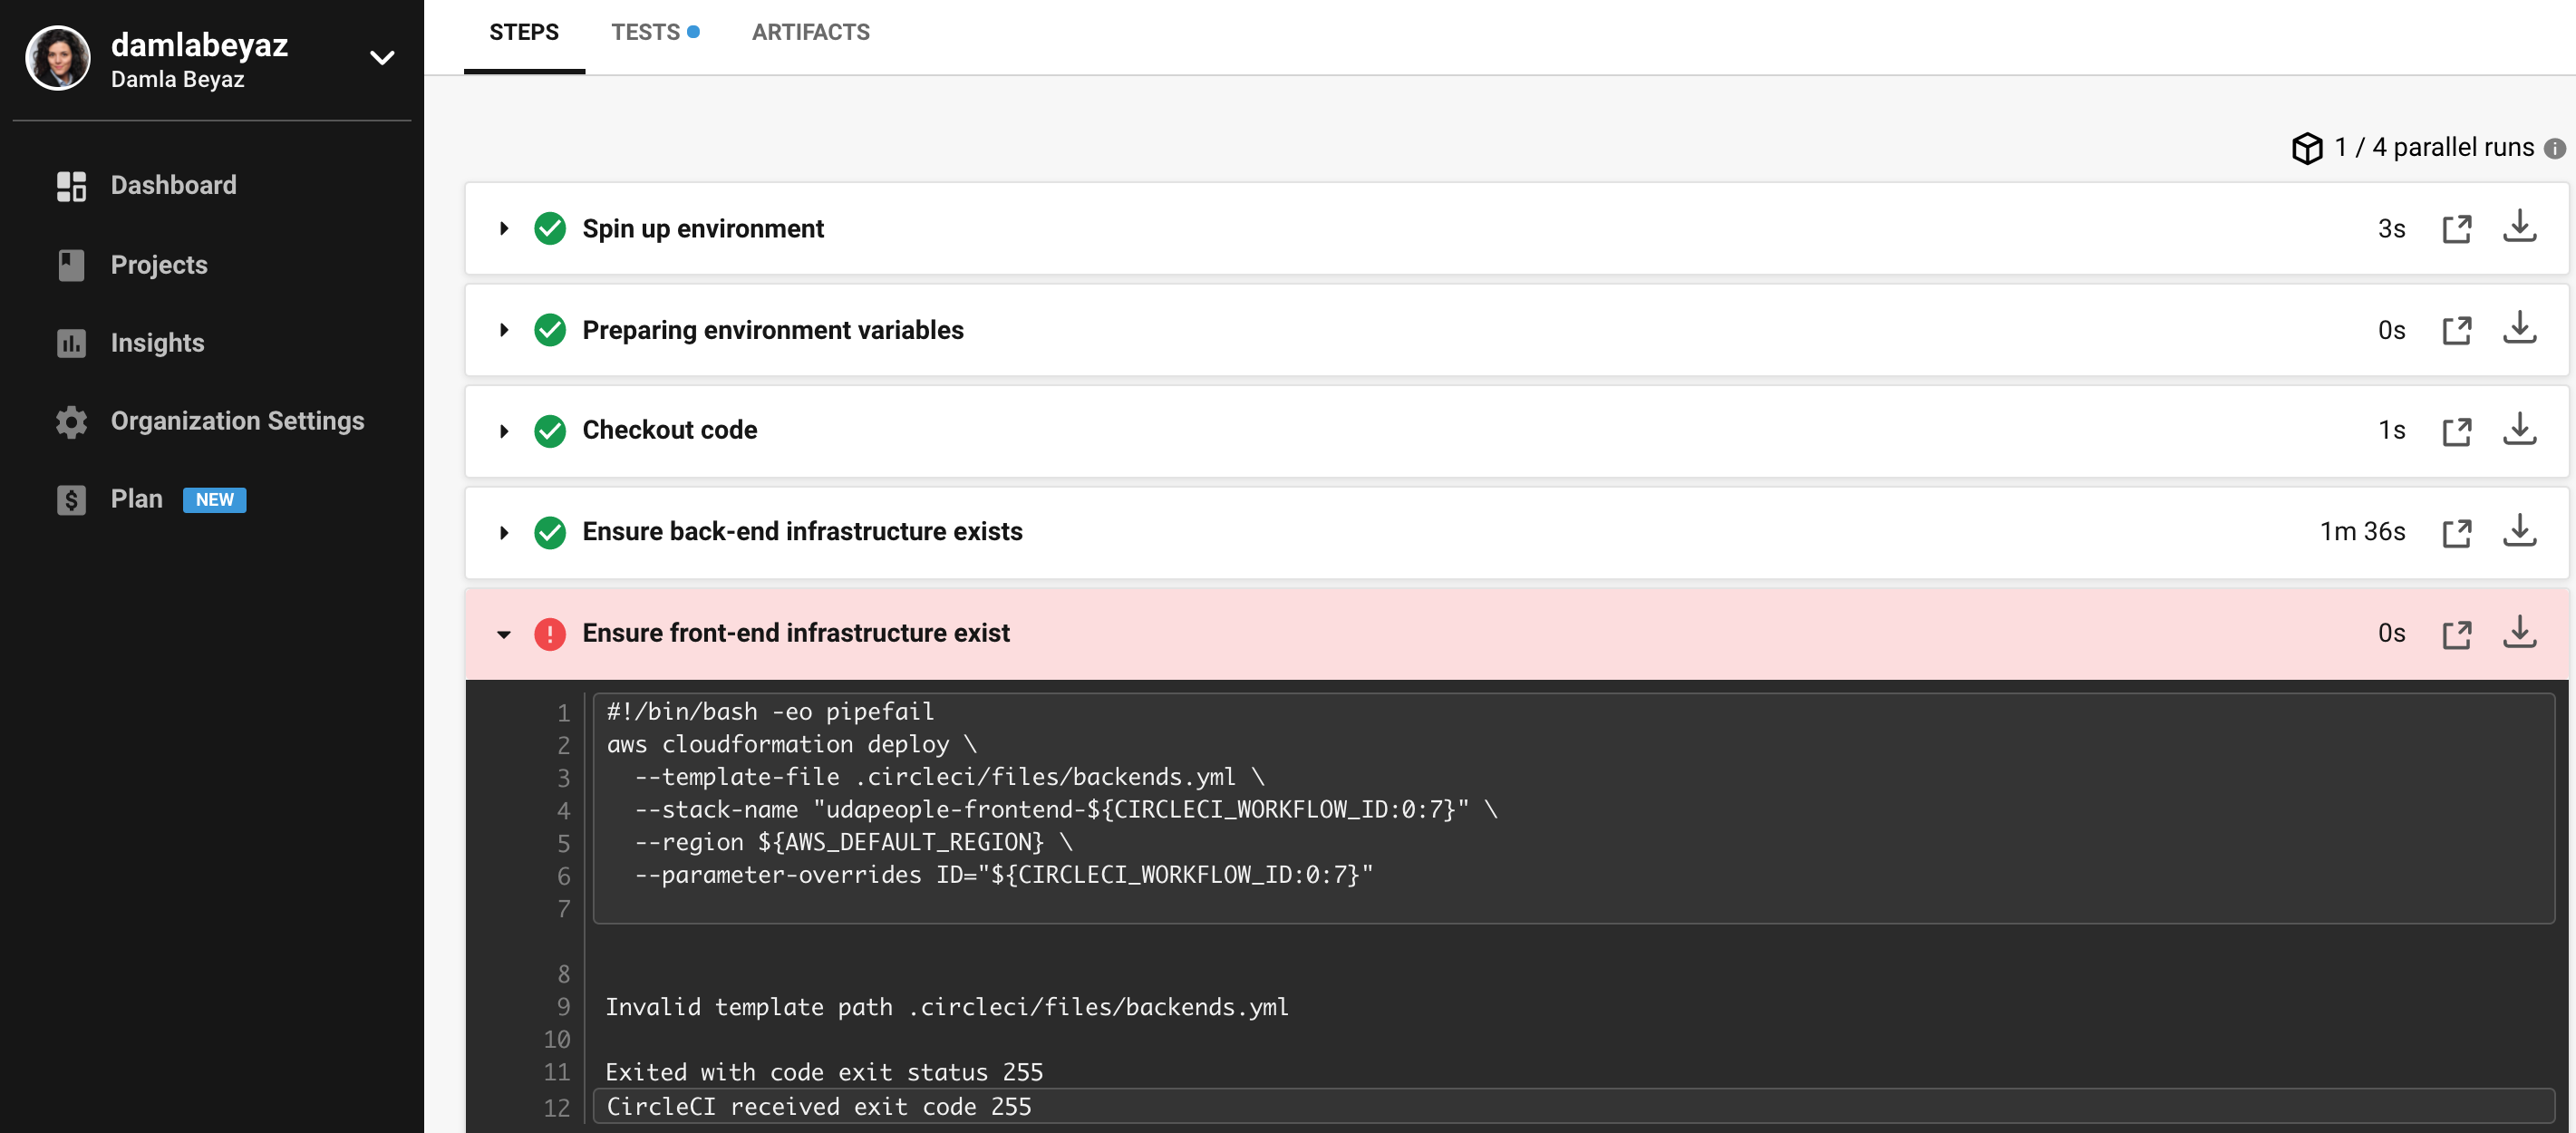 damlabeyaz
Damla Beyaz
Dashboard
Projects
Insights
Organization Settings
Plan NEW
STEPS TESTS ARTIFACTS
1 / 4 parallel runs
Spin up environment 3s
Preparing environment variables 0s
Checkout code 1s
Ensure back-end infrastructure exists 1m 36s
Ensure front-end infrastructure exist 0s
1 #!/bin/bash -eo pipefail
2 aws cloudformation deploy \
3   --template-file .circleci/files/backends.yml \
4   --stack-name "udapeople-frontend-${CIRCLECI_WORKFLOW_ID:0:7}" \
5   --region ${AWS_DEFAULT_REGION} \
6   --parameter-overrides ID="${CIRCLECI_WORKFLOW_ID:0:7}"
7
8
9 Invalid template path .circleci/files/backends.yml
10
11 Exited with code exit status 255
12 CircleCI received exit code 255